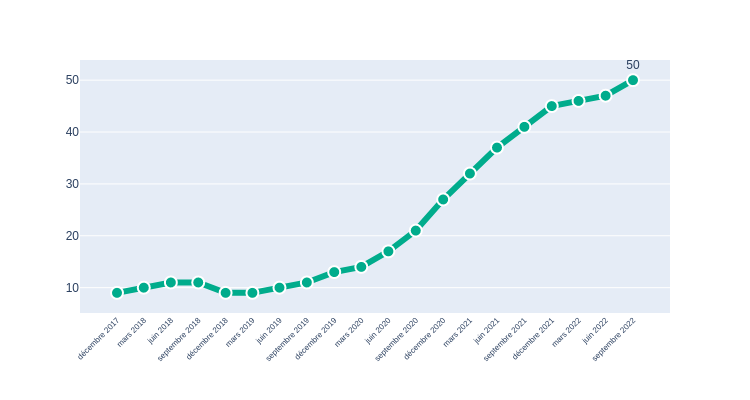 50
50
40
30
20
10
décembre 2017
mars 2018
juin 2018
septembre 2018
décembre 2018
mars 2019
juin 2019
septembre 2019
décembre 2019
mars 2020
juin 2020
septembre 2020
décembre 2020
mars 2021
juin 2021
septembre 2021
décembre 2021
mars 2022
juin 2022
septembre 2022